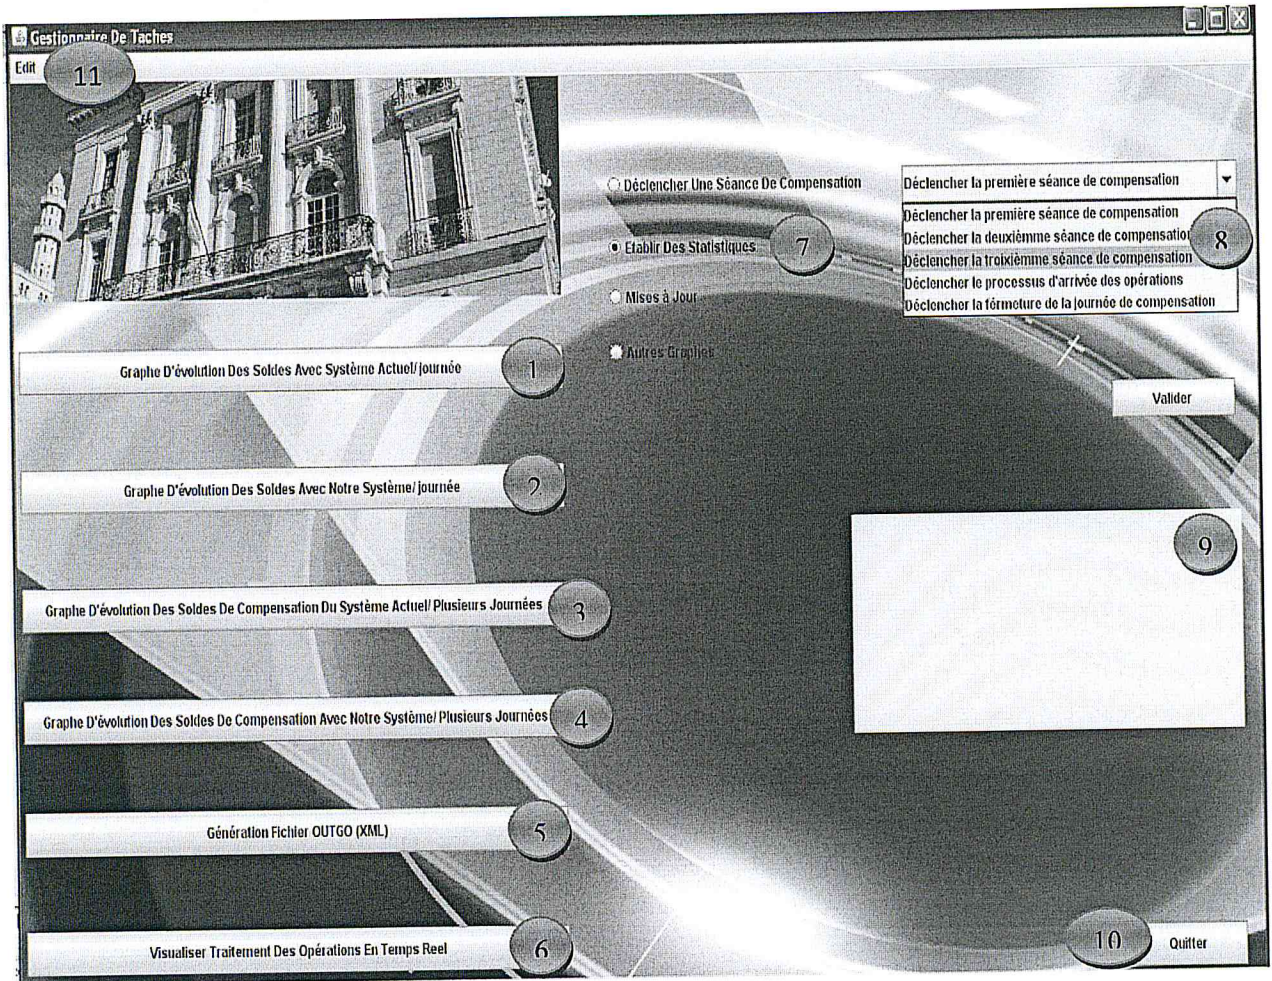 Gestionnaire De Taches
Edit
11
Déclencher Une Séance De Compensation
Etablir Des Statistiques
7
Mises à Jour
Autres Graphes
Déclencher la première séance de compensation
Déclencher la première séance de compensation
Déclencher la deuxièmme séance de compensation
8
Déclencher la troixièmme séance de compensation
Déclencher le processus d'arrivée des opérations
Déclencher la férmeture de la journée de compensation
Valider
Graphe D'évolution Des Soldes Avec Système Actuel/journée
1
Graphe D'évolution Des Soldes Avec Notre Système/journée
2
9
Graphe D'évolution Des Soldes De Compensation Du Système Actuel/ Plusieurs Journées
3
Graphe D'évolution Des Soldes De Compensation Avec Notre Système/ Plusieurs Journées
4
Génération Fichier OUTGO (XML)
5
Visualiser Traitement Des Opérations En Temps Reel
6
10
Quitter